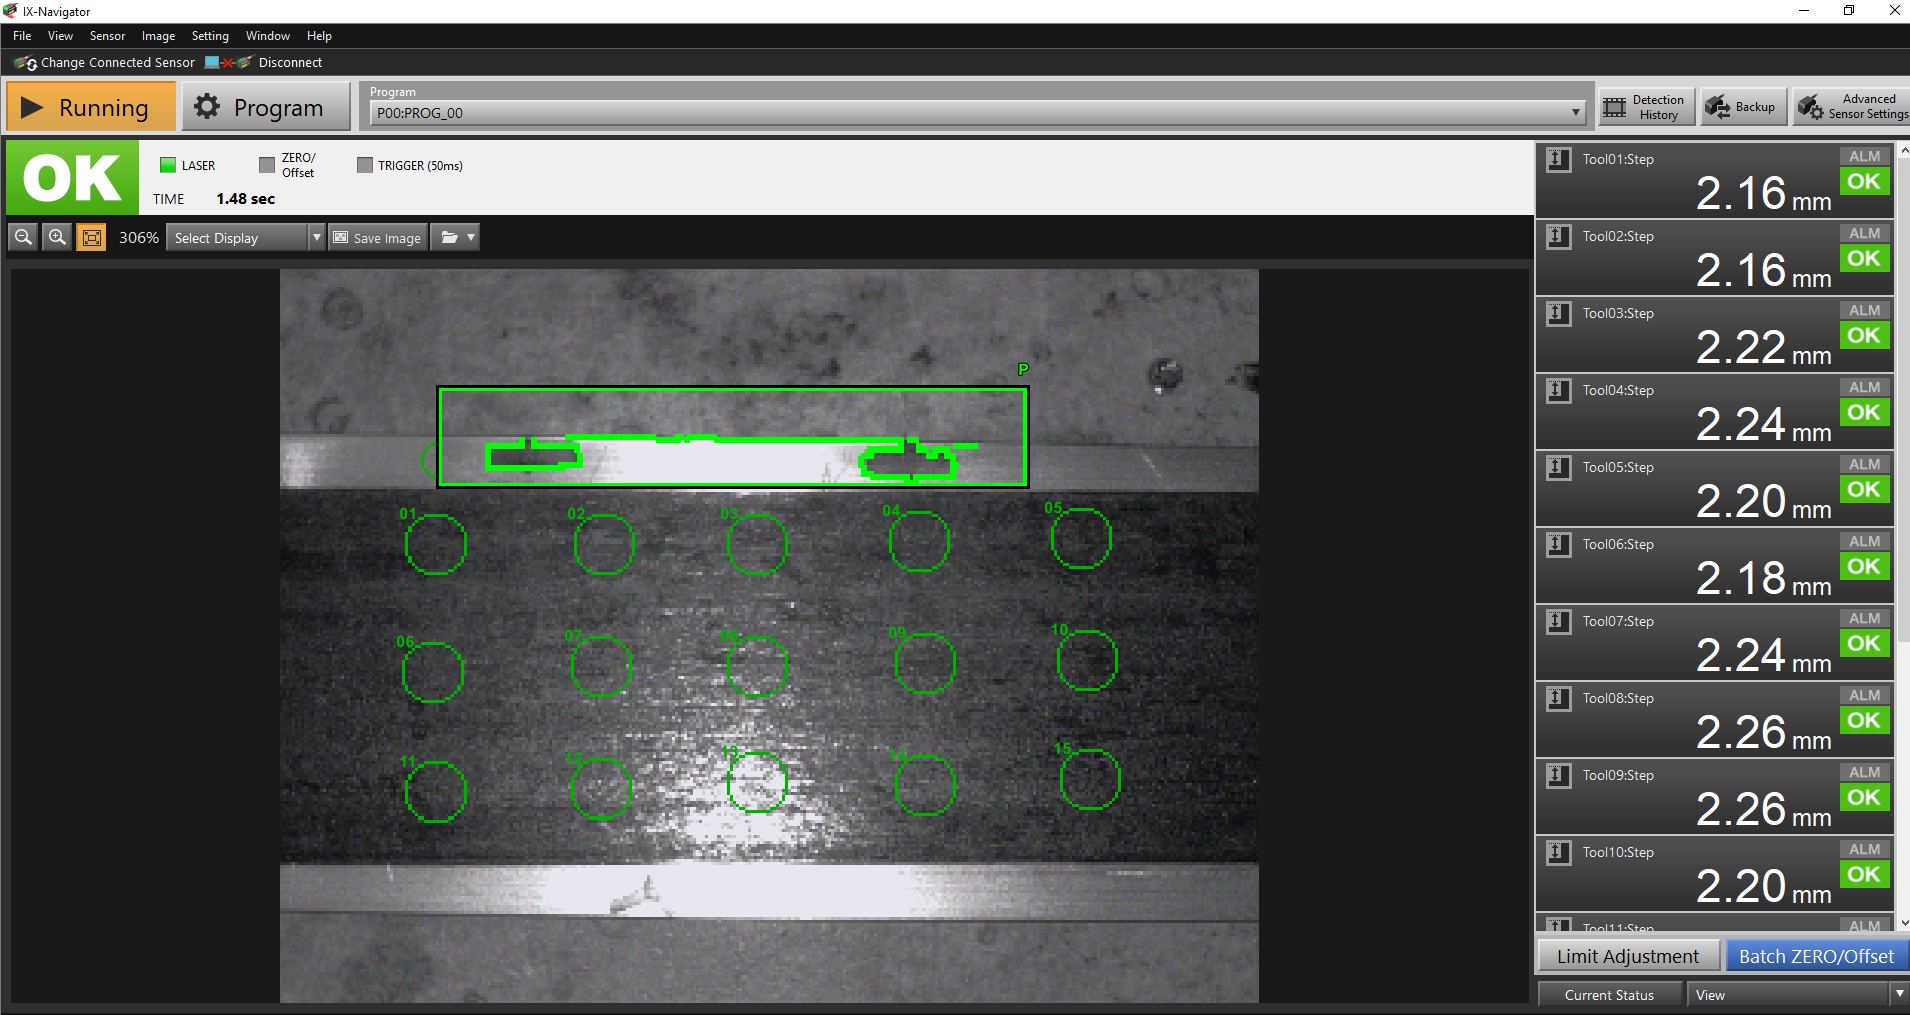 IX-Navigator
File View Sensor Image Setting Window Help
Change Connected Sensor Disconnect
Running
Program
Program
P00:PROG_00
Detection
History
Backup
Advanced
Sensor Settings
OK
LASER
ZERO/
Offset
TRIGGER (50ms)
TIME 1.48 sec
306%
Select Display
Save Image
P
01 02 03 04 05
06 07 08 09 10
11 12 13 14 15
Tool01:Step ALM
2.16 mm OK
Tool02:Step ALM
2.16 mm OK
Tool03:Step ALM
2.22 mm OK
Tool04:Step ALM
2.24 mm OK
Tool05:Step ALM
2.20 mm OK
Tool06:Step ALM
2.18 mm OK
Tool07:Step ALM
2.24 mm OK
Tool08:Step ALM
2.26 mm OK
Tool09:Step ALM
2.26 mm OK
Tool10:Step ALM
2.20 mm OK
Tool11:Step ALM
Limit Adjustment
Batch ZERO/Offset
Current Status
View